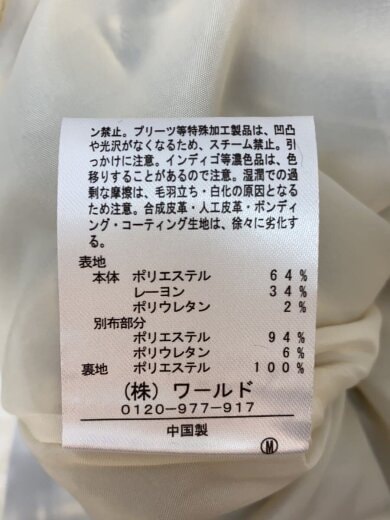 ン禁止。プリーツ等特殊加工製品は、凹凸
や光沢がなくなるため、スチーム禁止。引
っかけに注意。インディゴ等濃色品は、色
移りすることがあるので注意。湿潤での過
剰な摩擦は、毛羽立ち・白化の原因となる
ため注意。合成皮革・人工皮革・ボンディ
ング・コーティング生地は、徐々に劣化す
る。
表地
本体 ポリエステル 64%
レーヨン 34%
ポリウレタン 2%
別布部分
ポリエステル 94%
ポリウレタン 6%
裏地 ポリエステル 100%
(株)ワールド
0120-977-917
中国製
Ⓜ